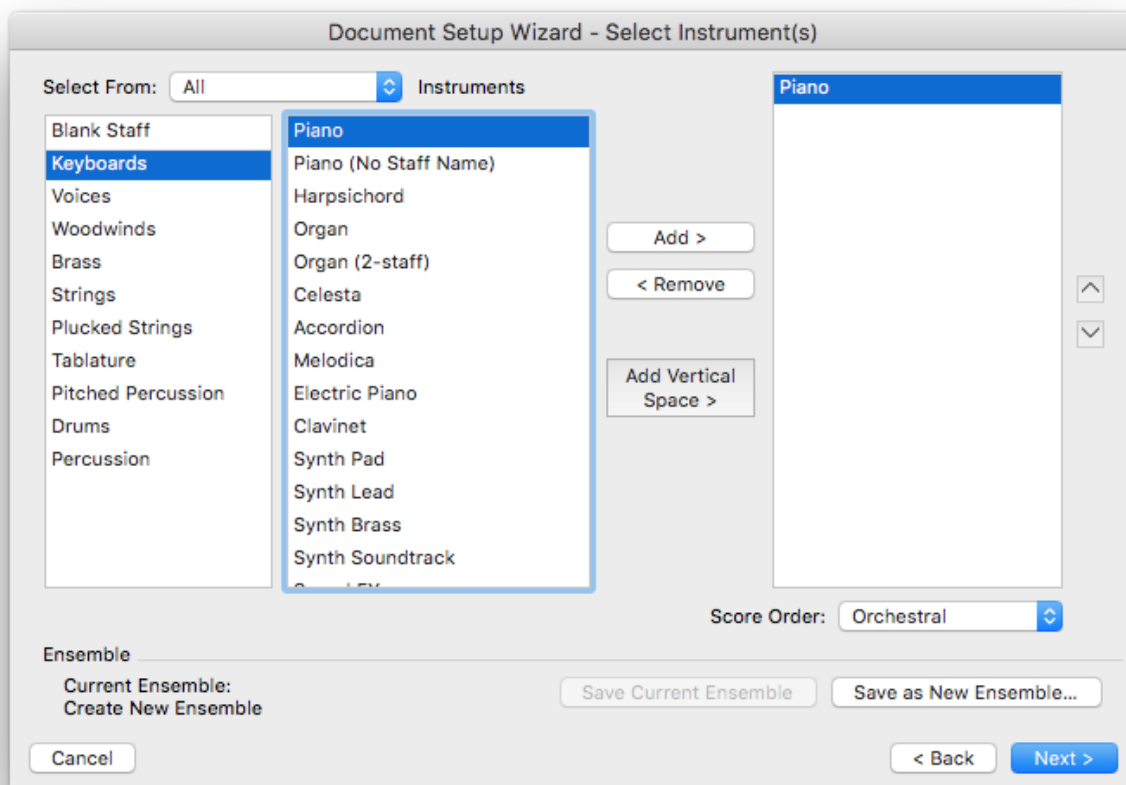 Document Setup Wizard - Select Instrument(s)
Select From: All Instruments
Blank Staff
Keyboards
Voices
Woodwinds
Brass
Strings
Plucked Strings
Tablature
Pitched Percussion
Drums
Percussion
Piano
Piano (No Staff Name)
Harpsichord
Organ
Organ (2-staff)
Celesta
Accordion
Melodica
Electric Piano
Clavinet
Synth Pad
Synth Lead
Synth Brass
Synth Soundtrack
Add >
< Remove
Add Vertical
Space >
Piano
Score Order: Orchestral
Ensemble
Current Ensemble:
Create New Ensemble
Save Current Ensemble
Save as New Ensemble...
Cancel
< Back
Next >